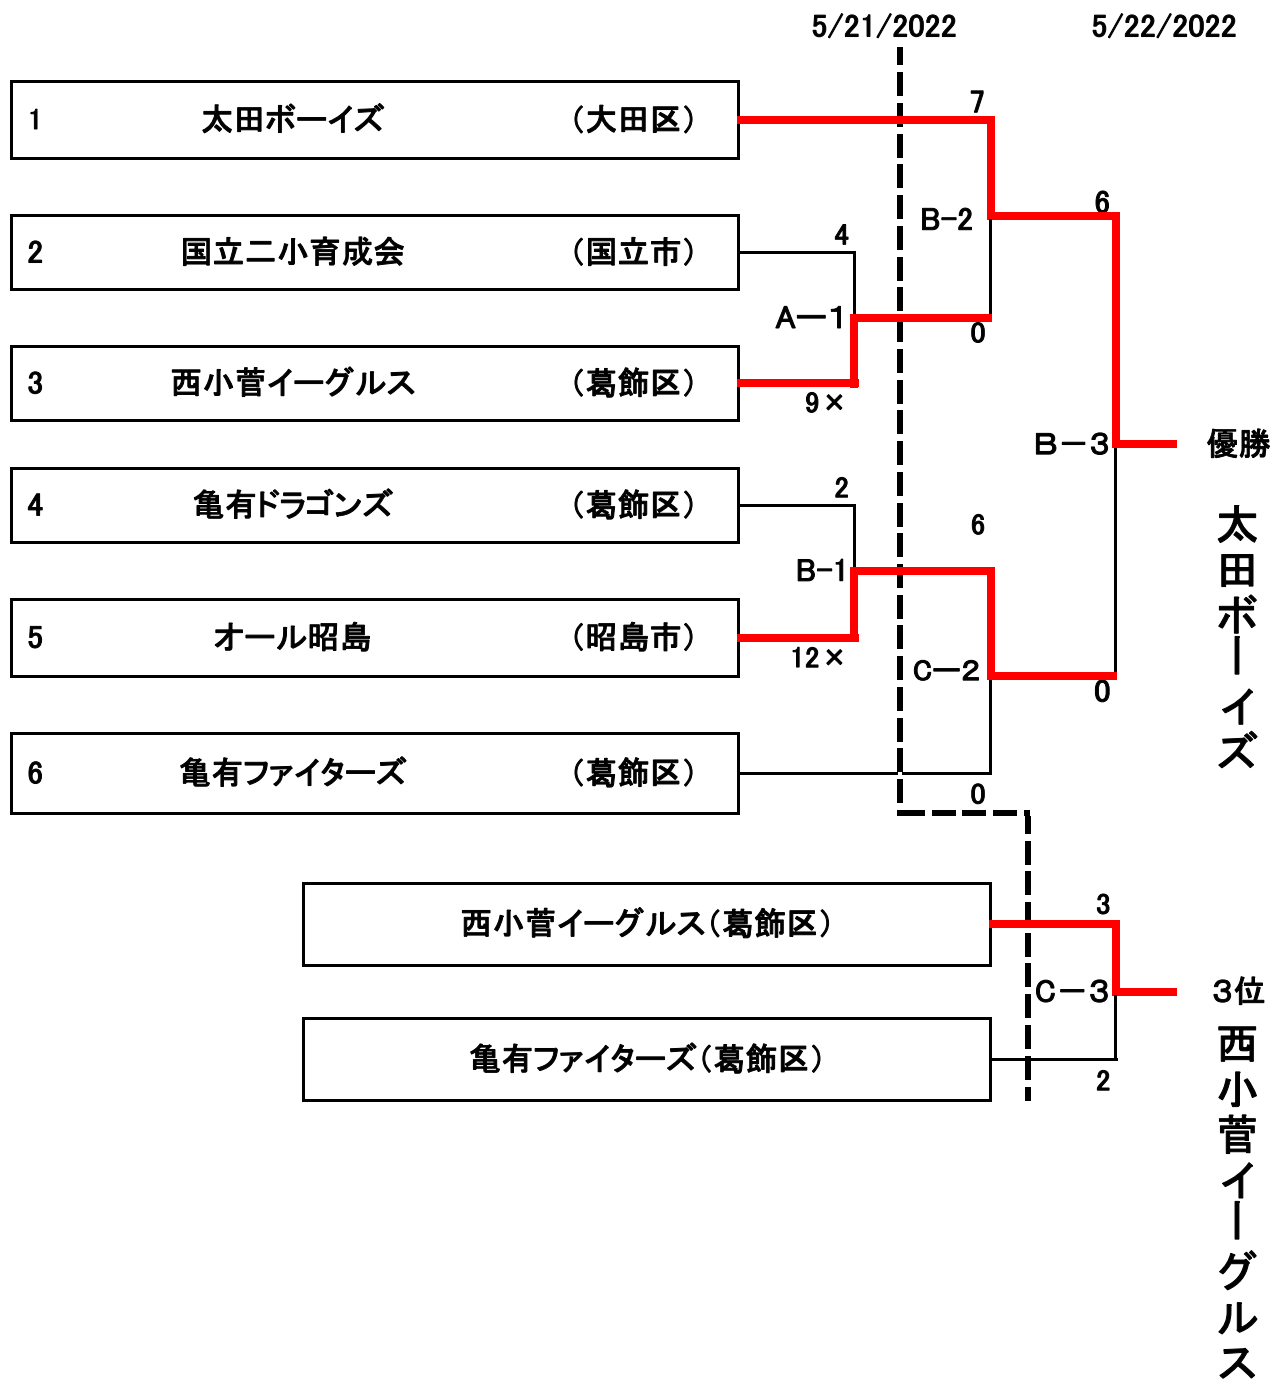 5/21/2022 5/22/2022
1 太田ボーイズ (大田区)
7
6
2 国立二小育成会 (国立市)
4
B-2
A－1
0
3 西小菅イーグルス (葛飾区)
9×
B－3
優勝
太田ボーイズ
4 亀有ドラゴンズ (葛飾区)
2
6
B-1
5 オール昭島 (昭島市)
12×
C－2
0
6 亀有ファイターズ (葛飾区)
0
西小菅イーグルス(葛飾区)
3
C－3
3位
西小菅イーグルス
亀有ファイターズ(葛飾区)
2